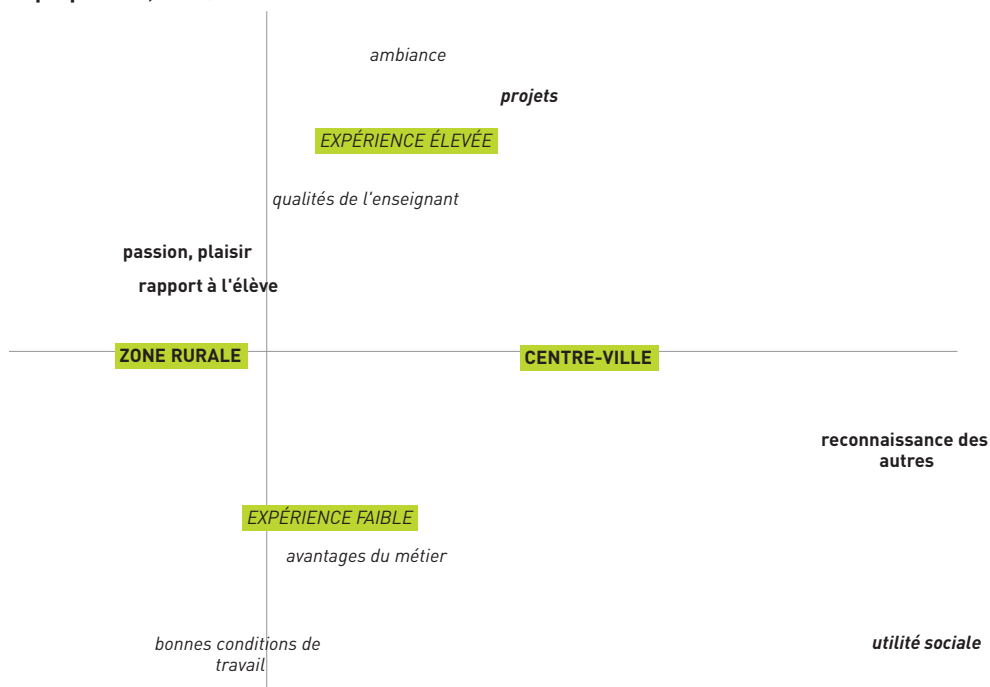 ambiance
projets
EXPÉRIENCE ÉLEVÉE
qualités de l'enseignant
passion, plaisir
rapport à l'élève
ZONE RURALE
CENTRE-VILLE
reconnaissance des
autres
EXPÉRIENCE FAIBLE
avantages du métier
bonnes conditions de
travail
utilité sociale